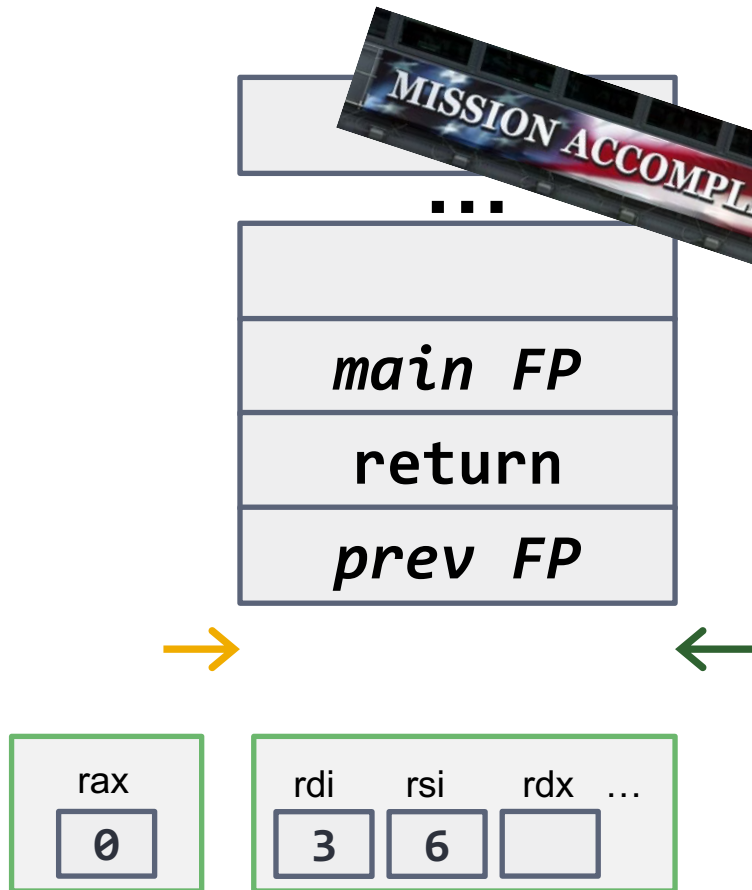 MISSION ACCOMPL
...
main FP
return
prev FP
rax
rdi rsi rdx ...
0
3 6